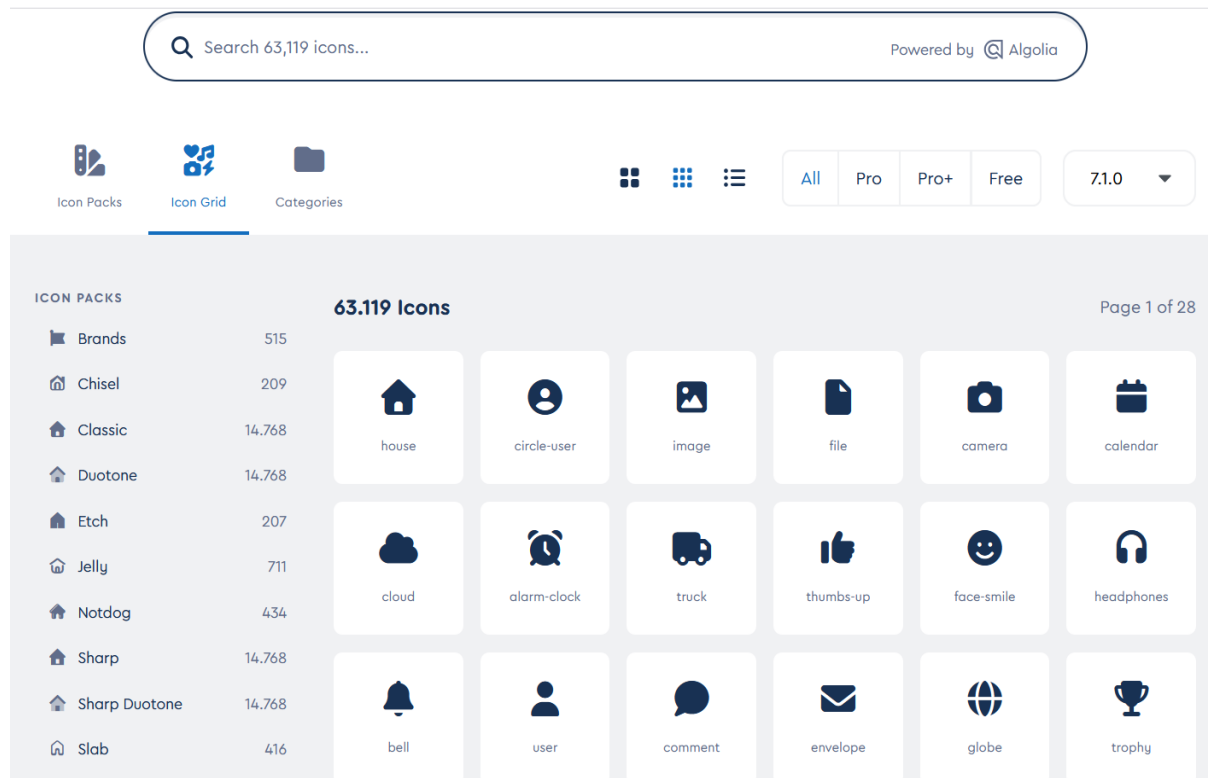 Search 63,119 icons...
Powered by Algolia
Icon Packs
Icon Grid
Categories
All
Pro
Pro+
Free
7.1.0
ICON PACKS
Brands 515
Chisel 209
Classic 14.768
Duotone 14.768
Etch 207
Jelly 711
Notdog 434
Sharp 14.768
Sharp Duotone 14.768
Slab 416
63.119 Icons
Page 1 of 28
house
circle-user
image
file
camera
calendar
cloud
alarm-clock
truck
thumbs-up
face-smile
headphones
bell
user
comment
envelope
globe
trophy